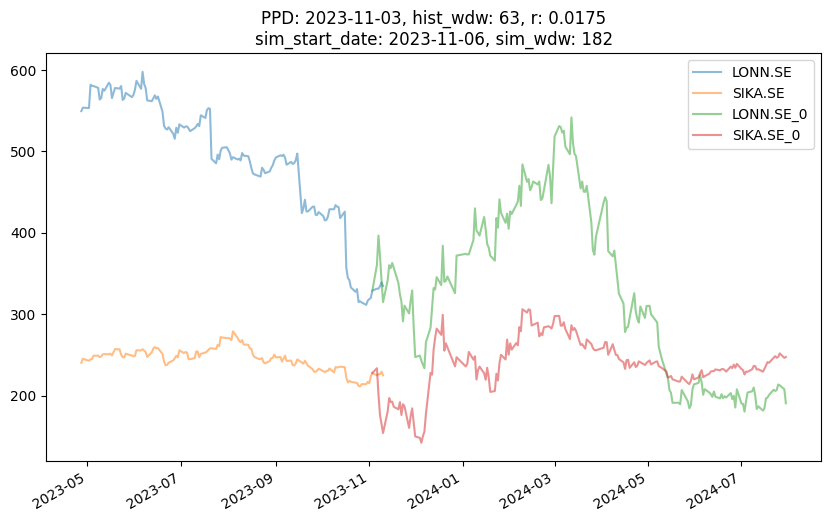 PPD: 2023-11-03, hist_wdw: 63, r: 0.0175
sim_start_date: 2023-11-06, sim_wdw: 182
LONN.SE
SIKA.SE
LONN.SE_0
SIKA.SE_0
600
500
400
300
200
2023-05
2023-07
2023-09
2023-11
2024-01
2024-03
2024-05
2024-07